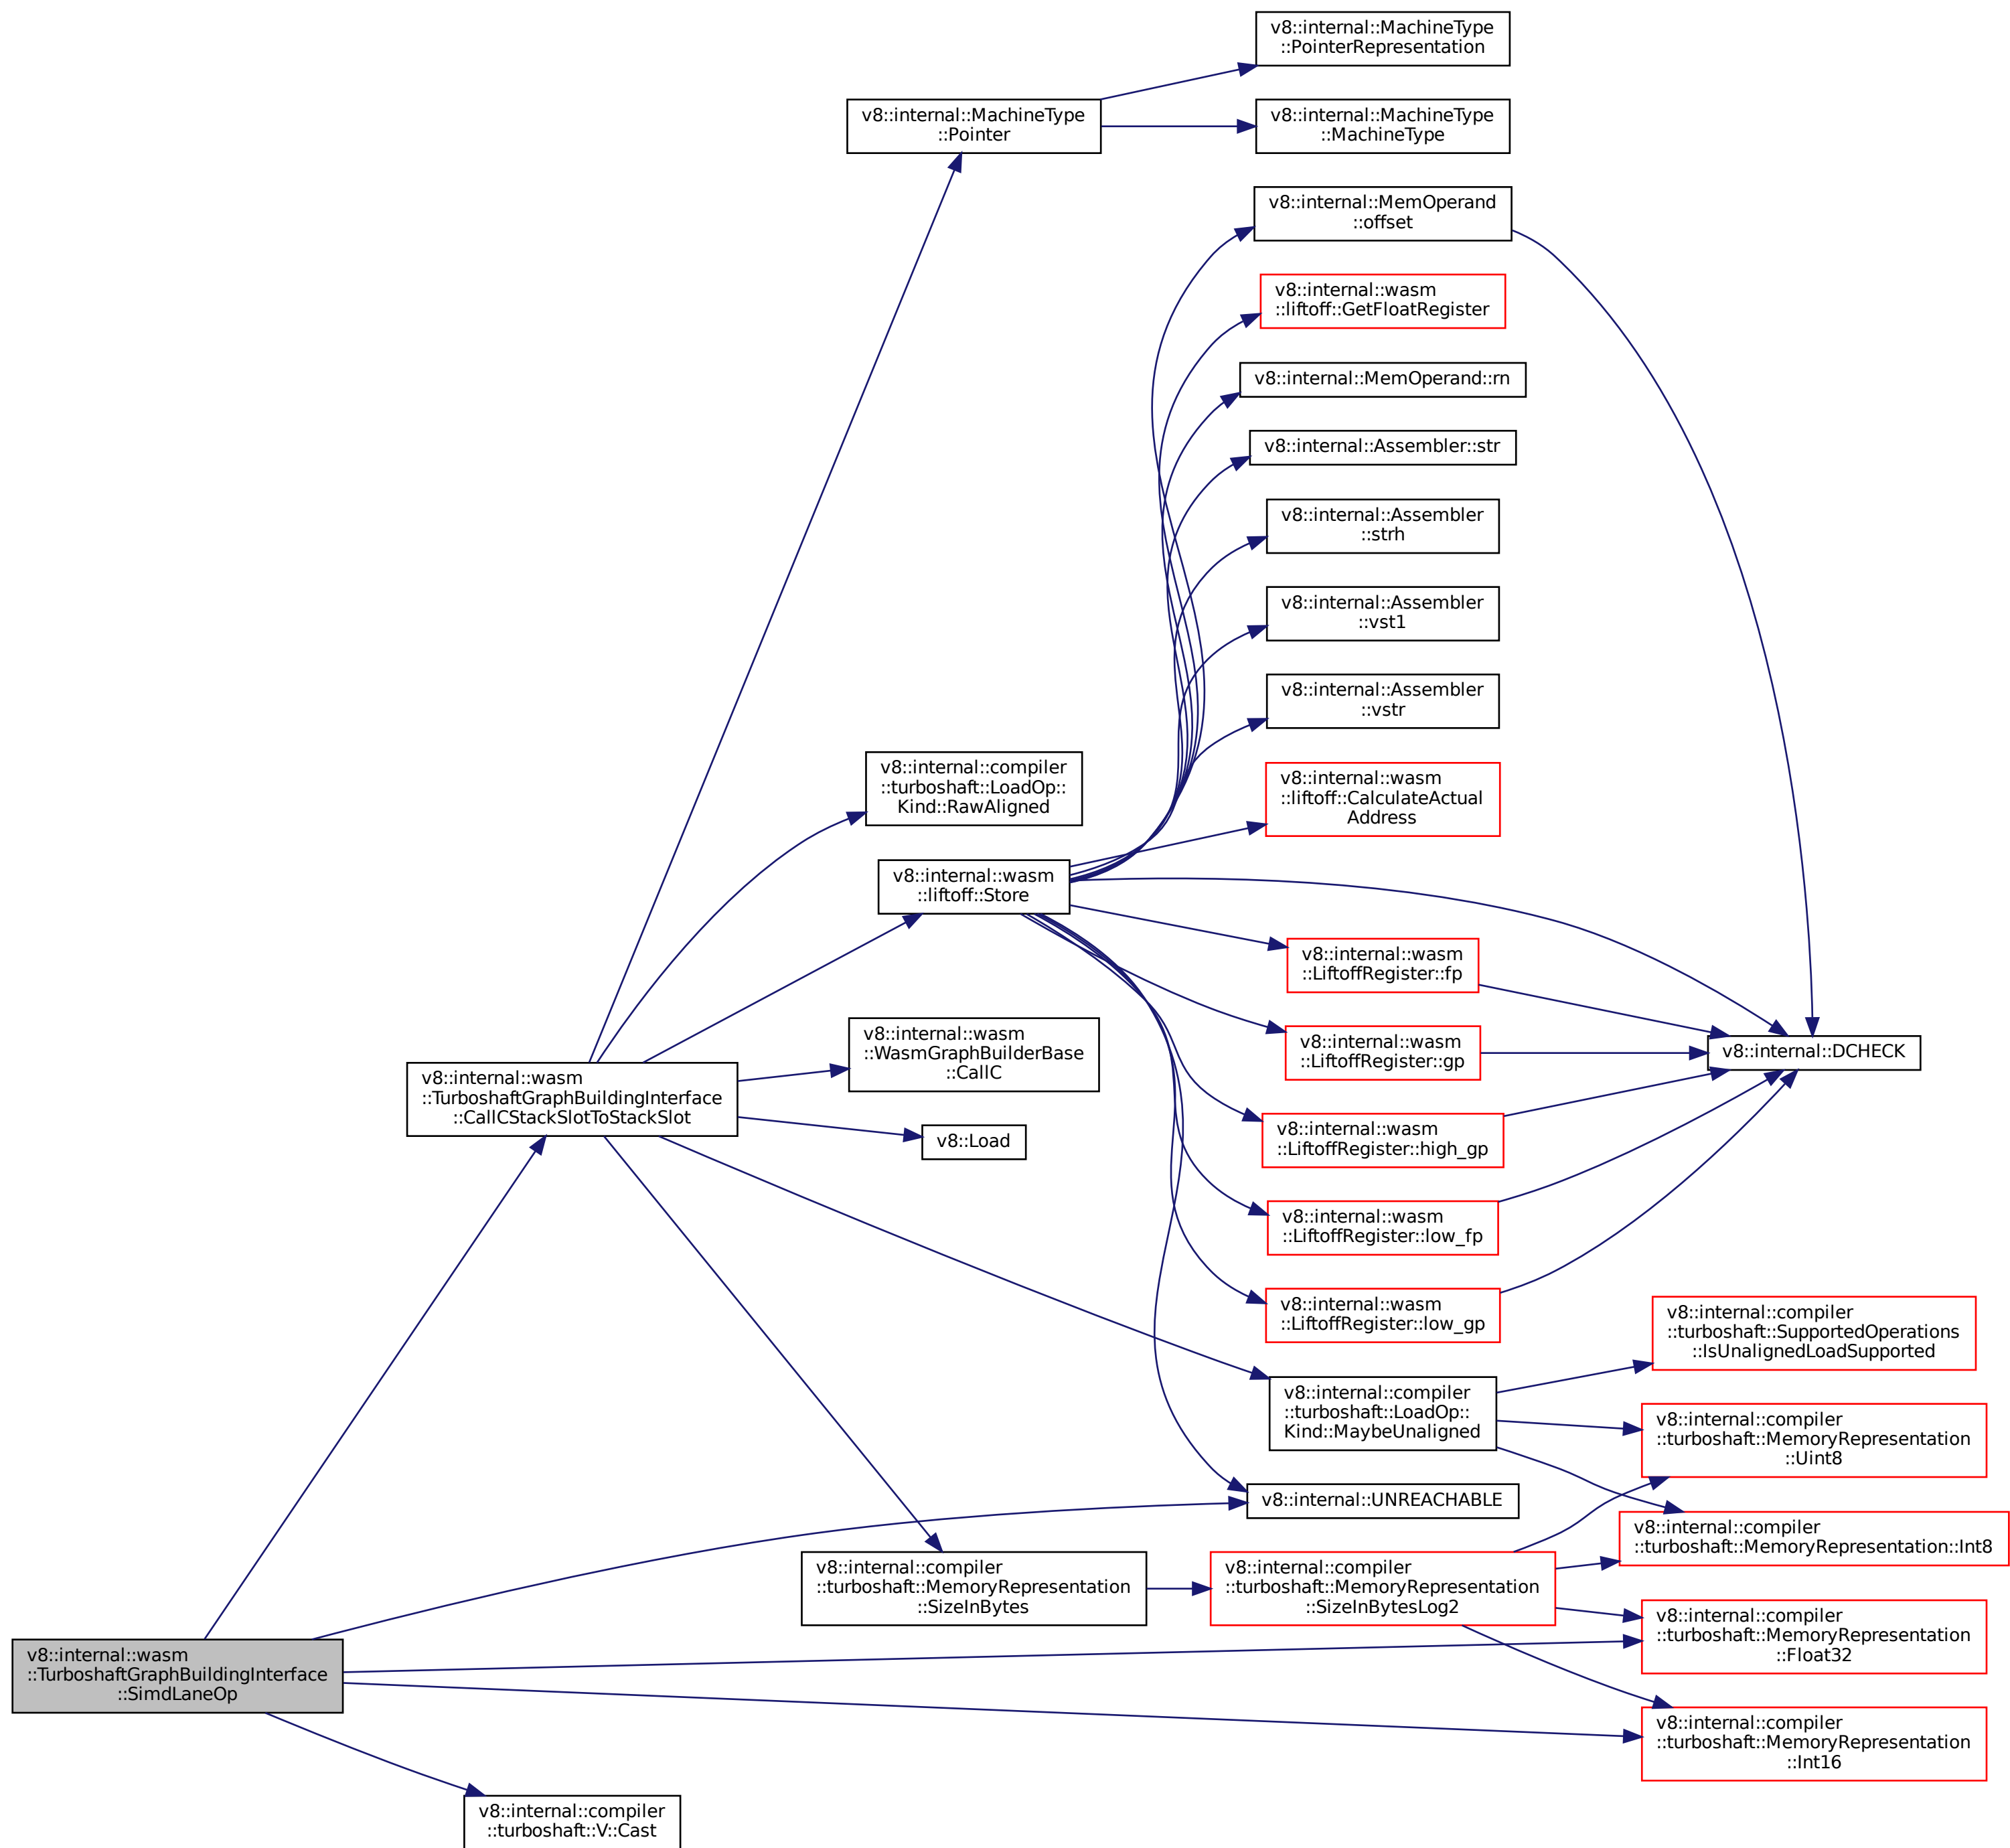 v8::internal::MachineType
::PointerRepresentation
v8::internal::MachineType
::Pointer
v8::internal::MachineType
::MachineType
v8::internal::MemOperand
::offset
v8::internal::wasm
::liftoff::GetFloatRegister
v8::internal::MemOperand::rn
v8::internal::Assembler::str
v8::internal::Assembler
::strh
v8::internal::Assembler
::vst1
v8::internal::Assembler
::vstr
v8::internal::compiler
::turboshaft::LoadOp::
Kind::RawAligned
v8::internal::wasm
::liftoff::CalculateActual
Address
v8::internal::wasm
::liftoff::Store
v8::internal::wasm
::LiftoffRegister::fp
v8::internal::wasm
::WasmGraphBuilderBase
::CallC
v8::internal::wasm
::LiftoffRegister::gp
v8::internal::DCHECK
v8::internal::wasm
::TurboshaftGraphBuildingInterface
::CallCStackSlotToStackSlot
v8::Load
v8::internal::wasm
::LiftoffRegister::high_gp
v8::internal::wasm
::LiftoffRegister::low_fp
v8::internal::wasm
::LiftoffRegister::low_gp
v8::internal::compiler
::turboshaft::SupportedOperations
::IsUnalignedLoadSupported
v8::internal::compiler
::turboshaft::LoadOp::
Kind::MaybeUnaligned
v8::internal::compiler
::turboshaft::MemoryRepresentation
::Uint8
v8::internal::UNREACHABLE
v8::internal::compiler
::turboshaft::MemoryRepresentation::Int8
v8::internal::compiler
::turboshaft::MemoryRepresentation
::SizeInBytes
v8::internal::compiler
::turboshaft::MemoryRepresentation
::SizeInBytesLog2
v8::internal::compiler
::turboshaft::MemoryRepresentation
::Float32
v8::internal::wasm
::TurboshaftGraphBuildingInterface
::SimdLaneOp
v8::internal::compiler
::turboshaft::MemoryRepresentation
::Int16
v8::internal::compiler
::turboshaft::V::Cast